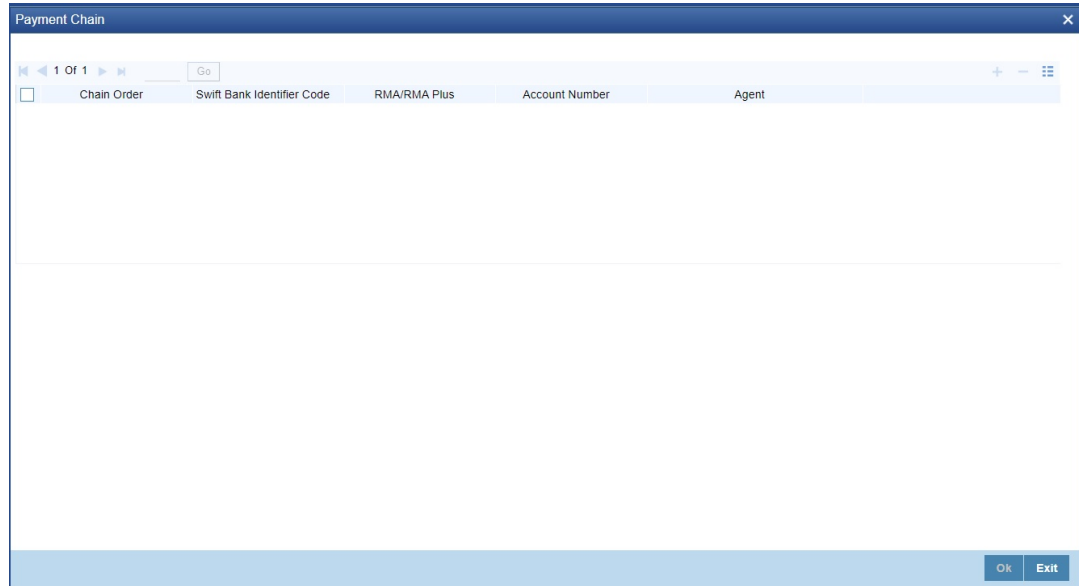 Payment Chain
1 Of 1 Go
Chain Order Swift Bank Identifier Code RMA/RMA Plus Account Number Agent
Ok Exit